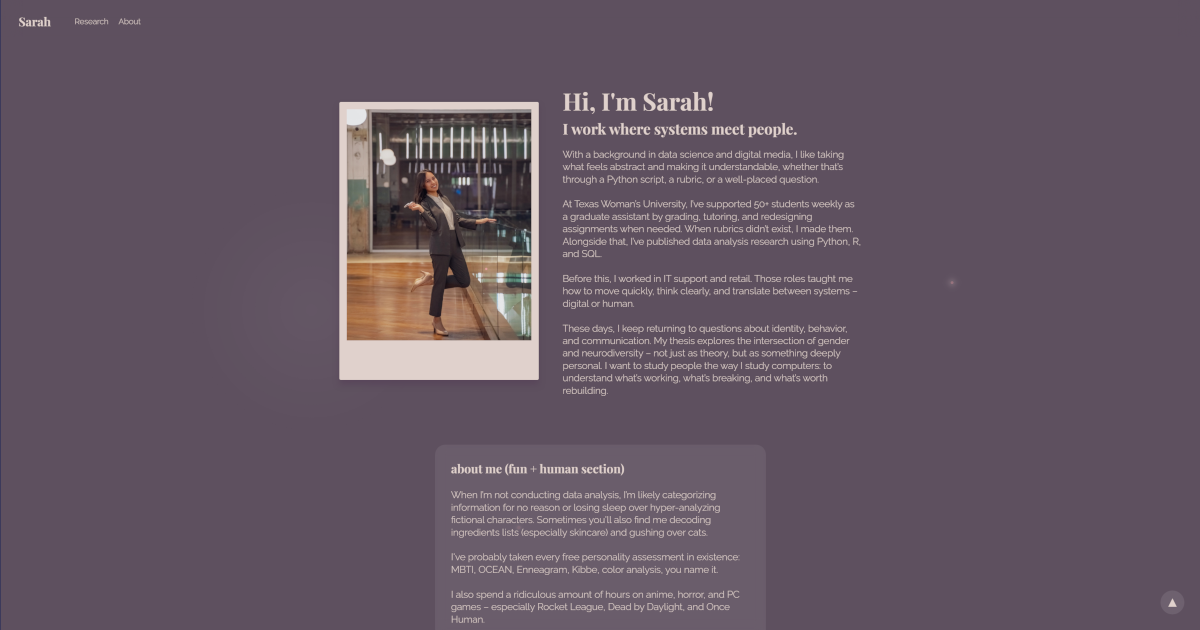 Sarah
Research
About
Hi, I'm Sarah!
I work where systems meet people.
With a background in data science and digital media, I like taking
what feels abstract and making it understandable, whether that's
through a Python script, a rubric, or a well-placed question.
At Texas Woman's University, I've supported 50+ students weekly as
a graduate assistant by grading, tutoring, and redesigning
assignments when needed. When rubrics didn't exist, I made them.
Alongside that, I've published data analysis research using Python, R,
and SQL.
Before this, I worked in IT support and retail. Those roles taught me
how to move quickly, think clearly, and translate between systems –
digital or human.
These days, I keep returning to questions about identity, behavior,
and communication. My thesis explores the intersection of gender
and neurodiversity – not just as theory, but as something deeply
personal. I want to study people the way I study computers: to
understand what's working, what's breaking, and what's worth
rebuilding.
about me (fun + human section)
When I'm not conducting data analysis, I'm likely categorizing
information for no reason or losing sleep over hyper-analyzing
fictional characters. Sometimes you'll also find me decoding
ingredients lists (especially skincare) and gushing over cats.
I've probably taken every free personality assessment in existence:
MBTI, OCEAN, Enneagram, Kibbe, color analysis, you name it.
I also spend a ridiculous amount of hours on anime, horror, and PC
games – especially Rocket League, Dead by Daylight, and Once
Human.